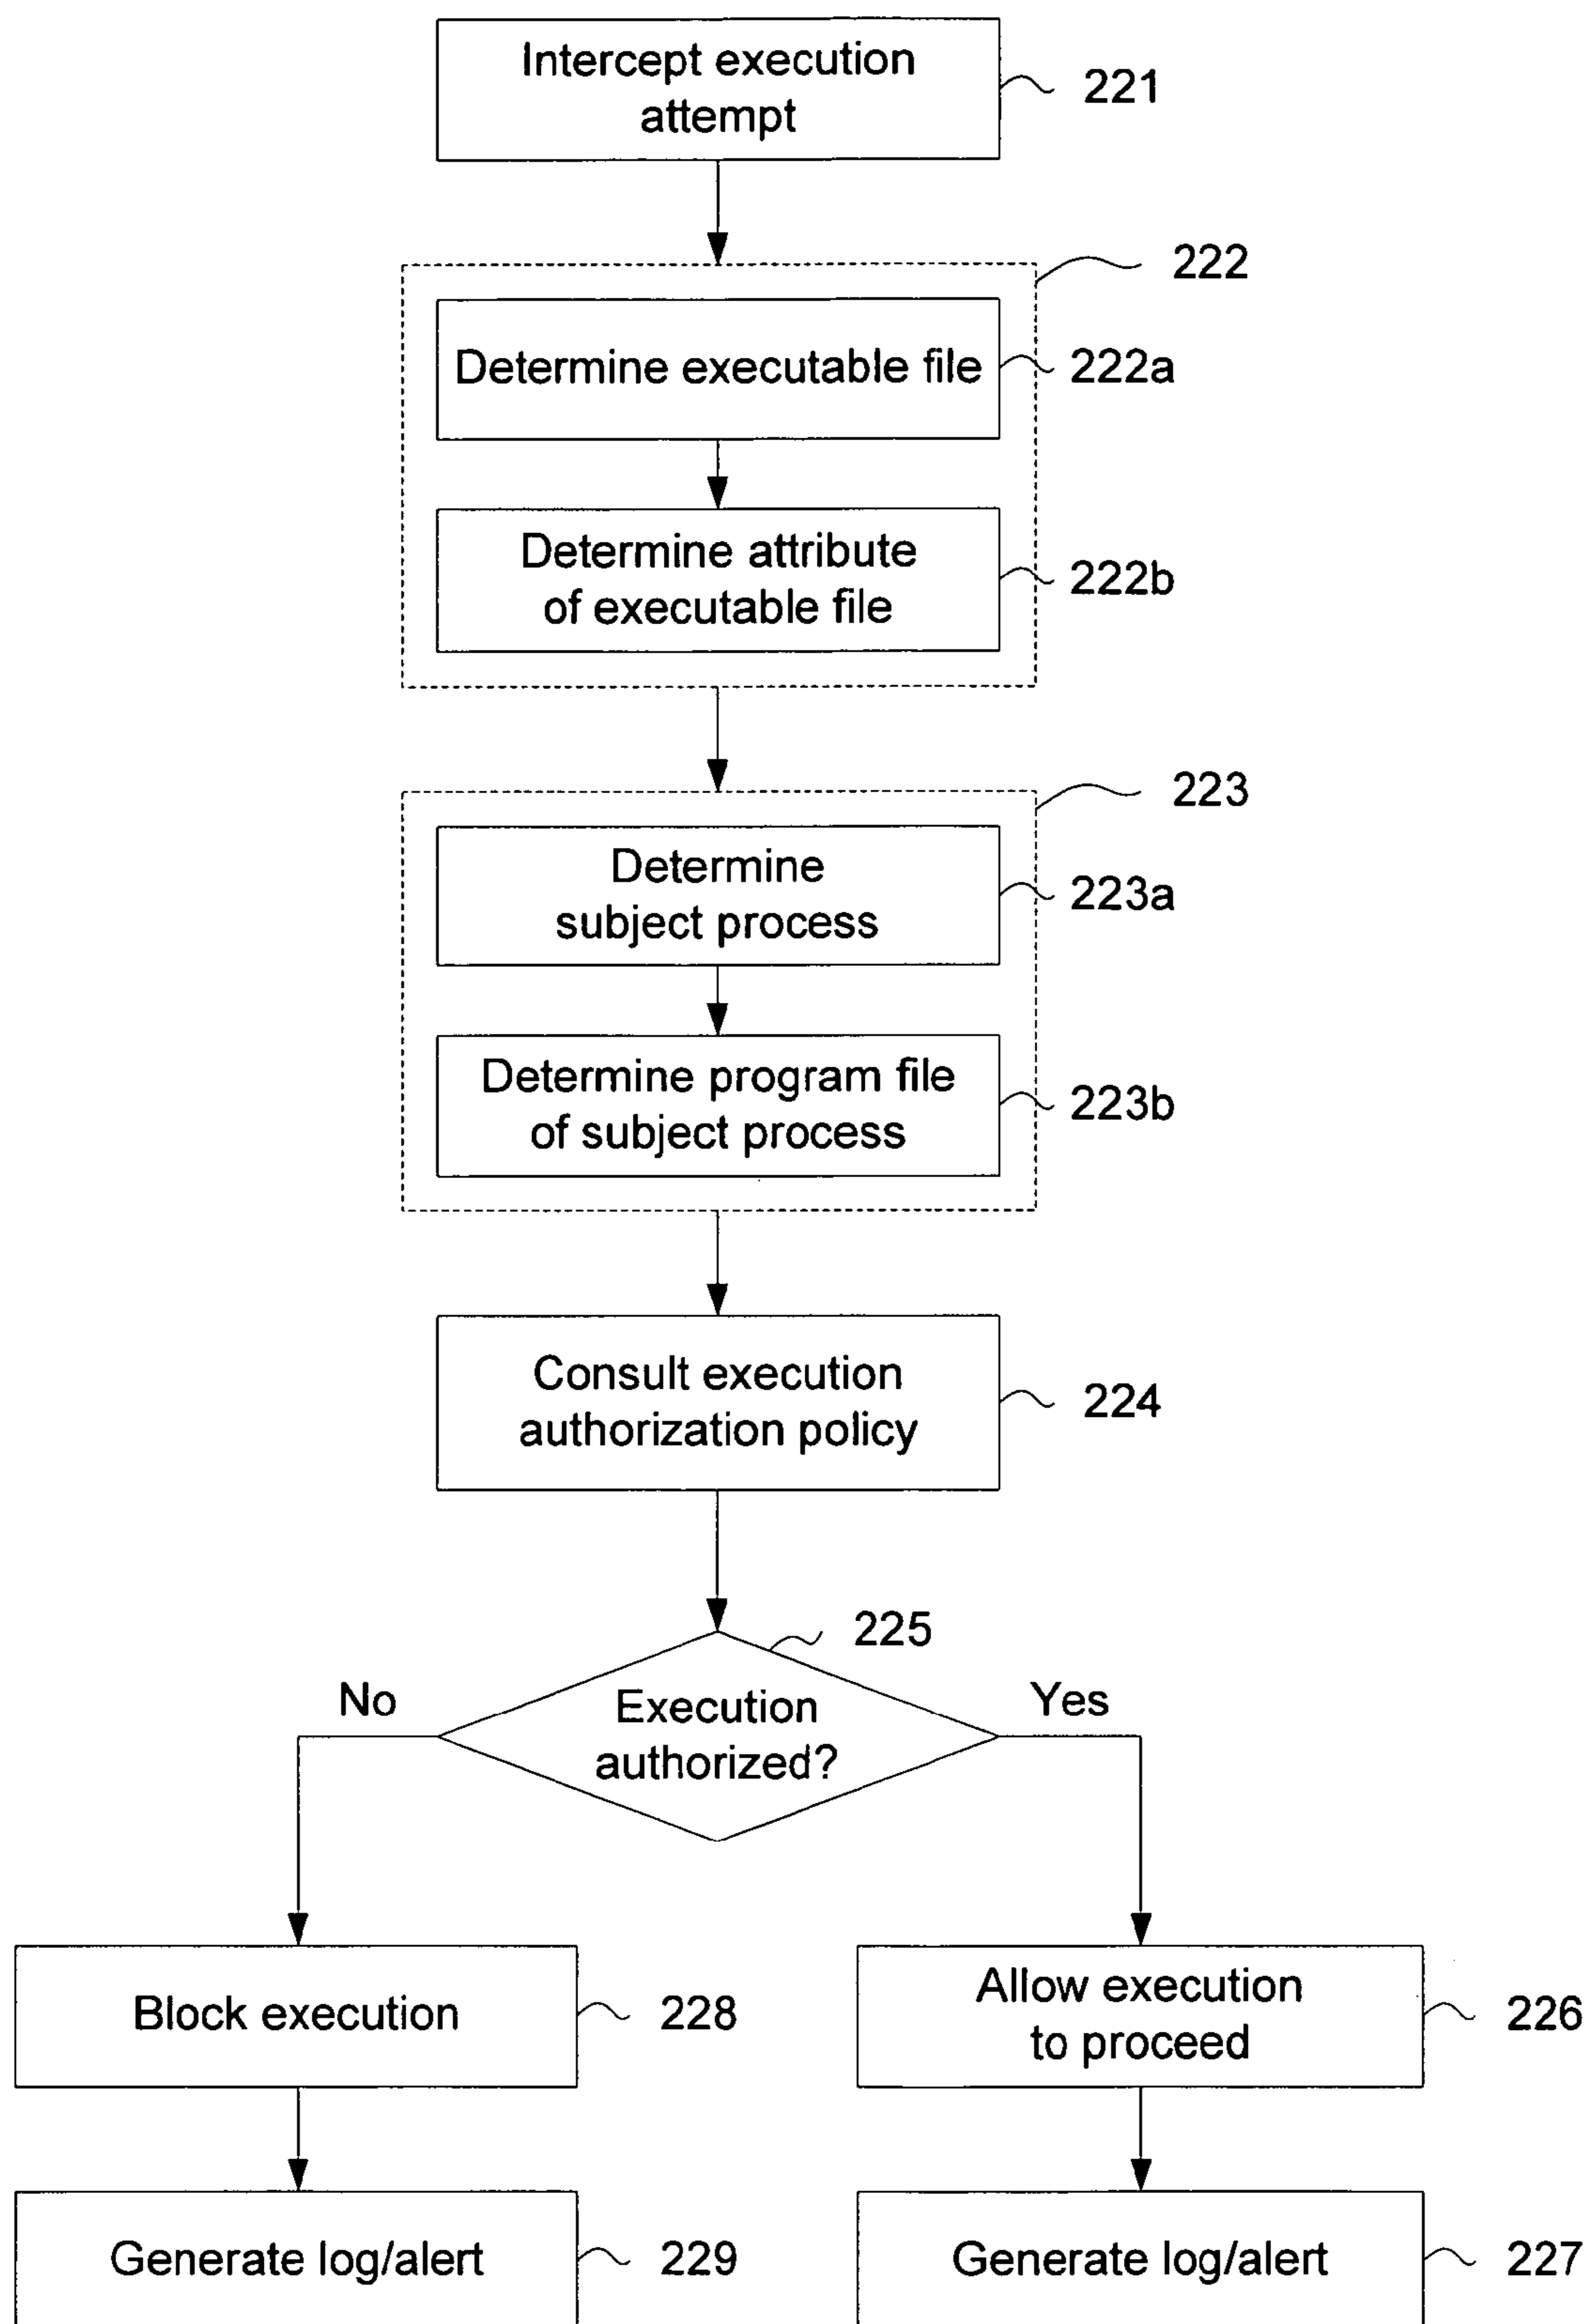 Intercept execution
attempt
221
222
Determine executable file
222a
Determine attribute
of executable file
222b
223
Determine
subject process
223a
Determine program file
of subject process
223b
Consult execution
authorization policy
224
225
No
Execution
authorized?
Yes
Block execution
228
Allow execution
to proceed
226
Generate log/alert
229
Generate log/alert
227